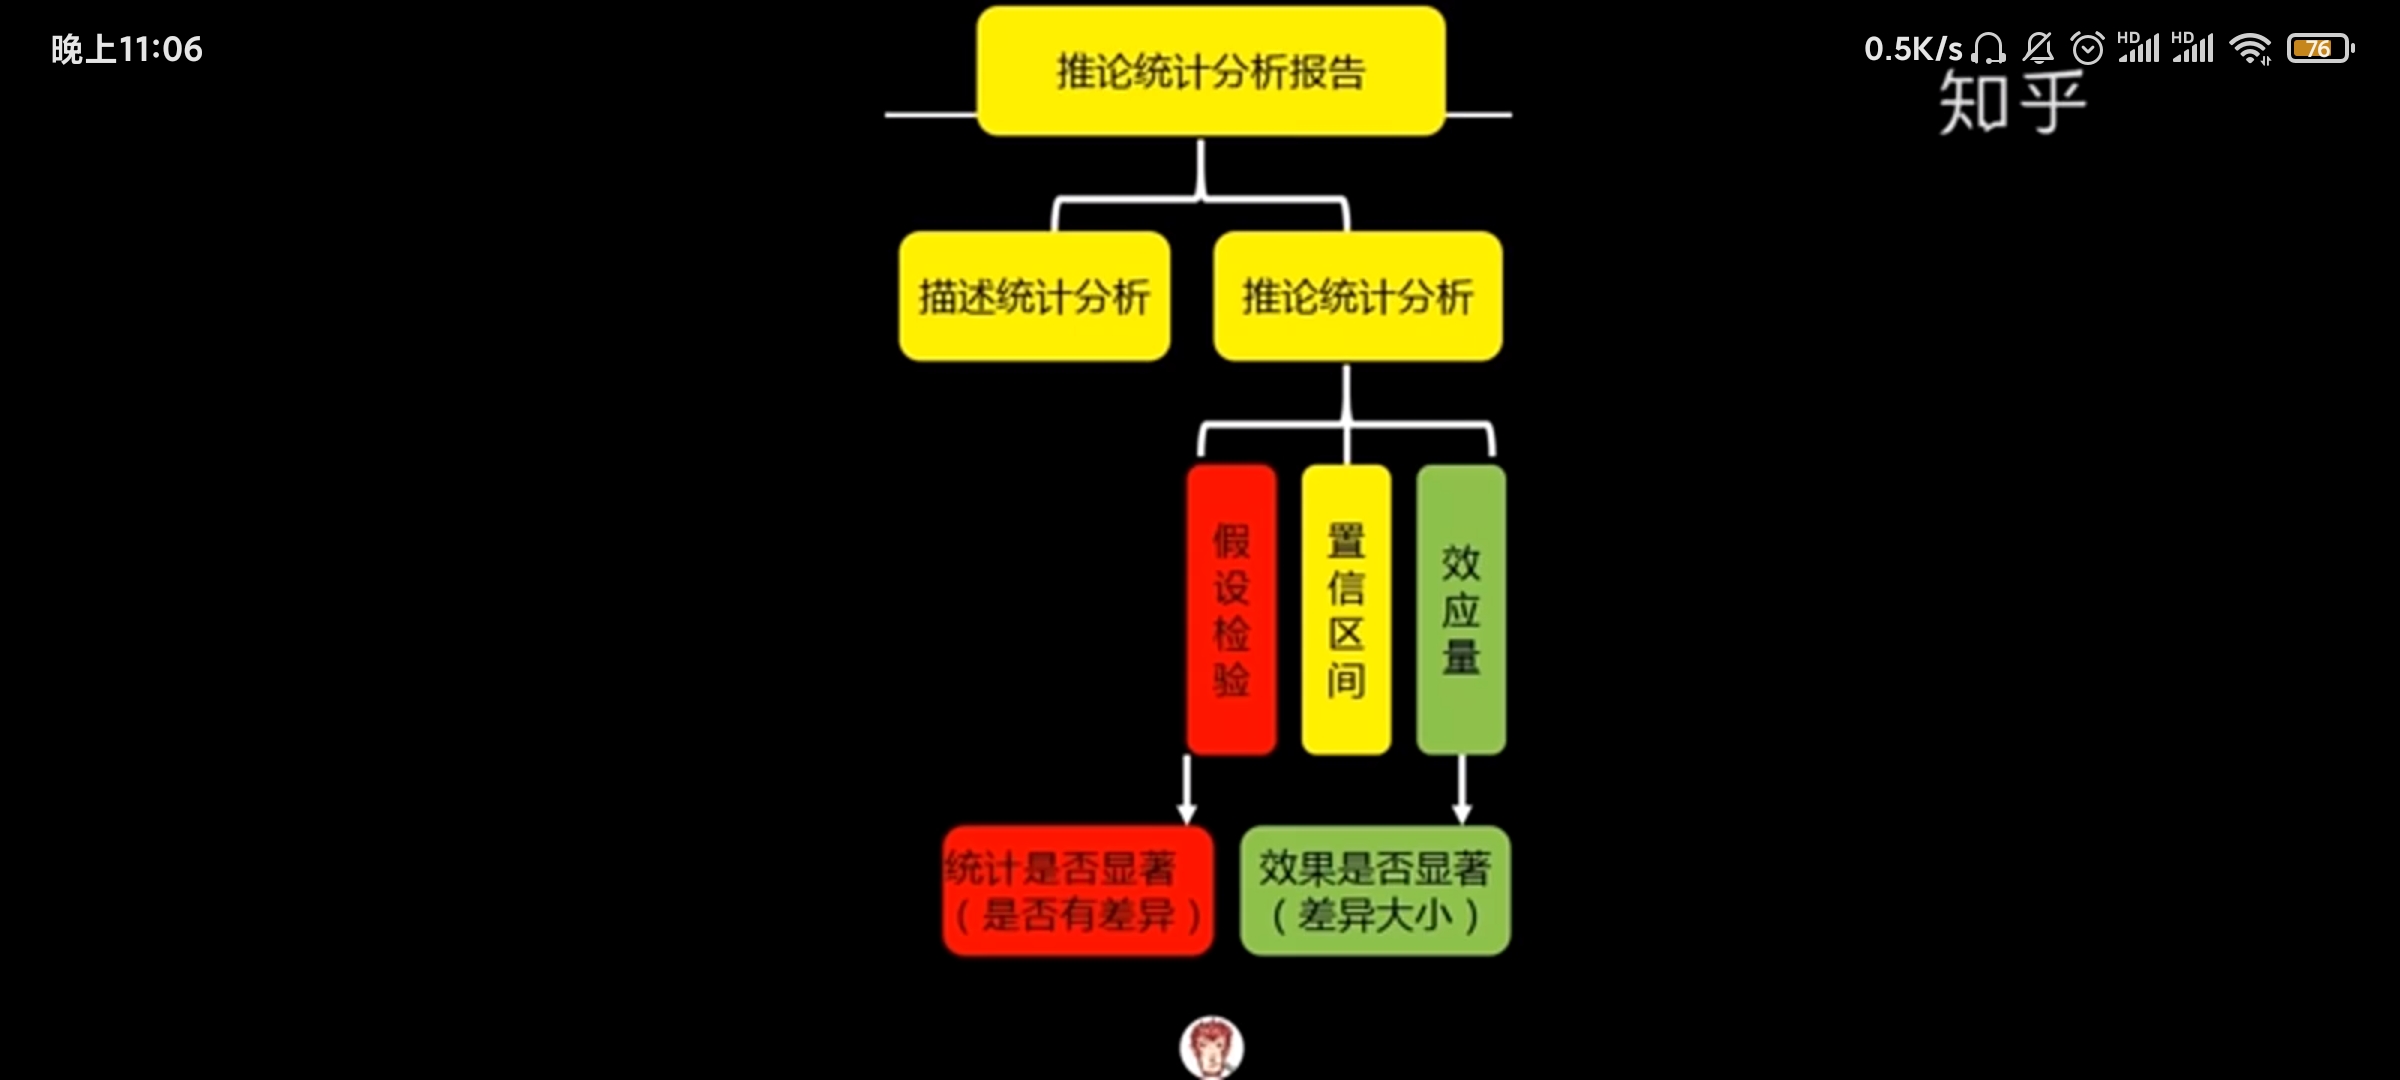 晚上11:06
0.5K/s
HD
HD
76
知乎
推论统计分析报告
描述统计分析
推论统计分析
假设检验
置信区间
效应量
统计是否显著
（是否有差异）
效果是否显著
（差异大小）